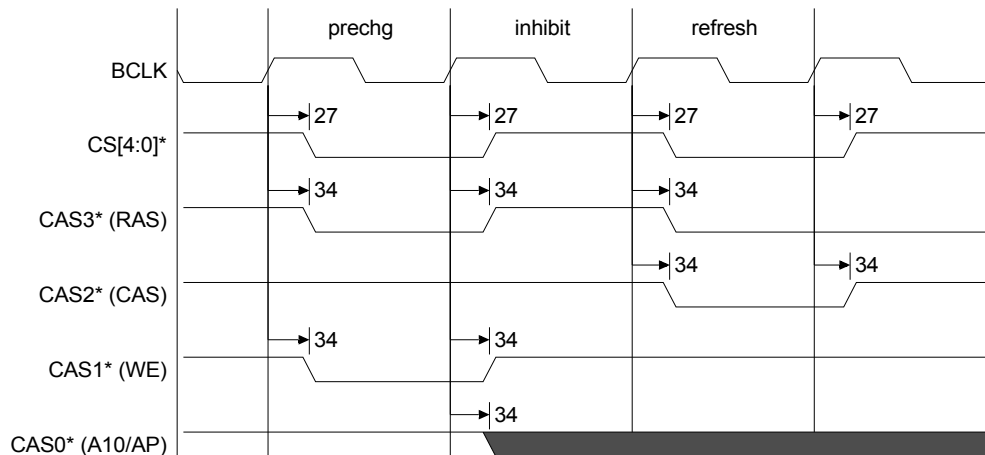 prechg inhibit refresh
BCLK
27 27 27 27
CS[4:0]*
34 34 34
CAS3* (RAS)
34 34
CAS2* (CAS)
34 34
CAS1* (WE)
34
CAS0* (A10/AP)